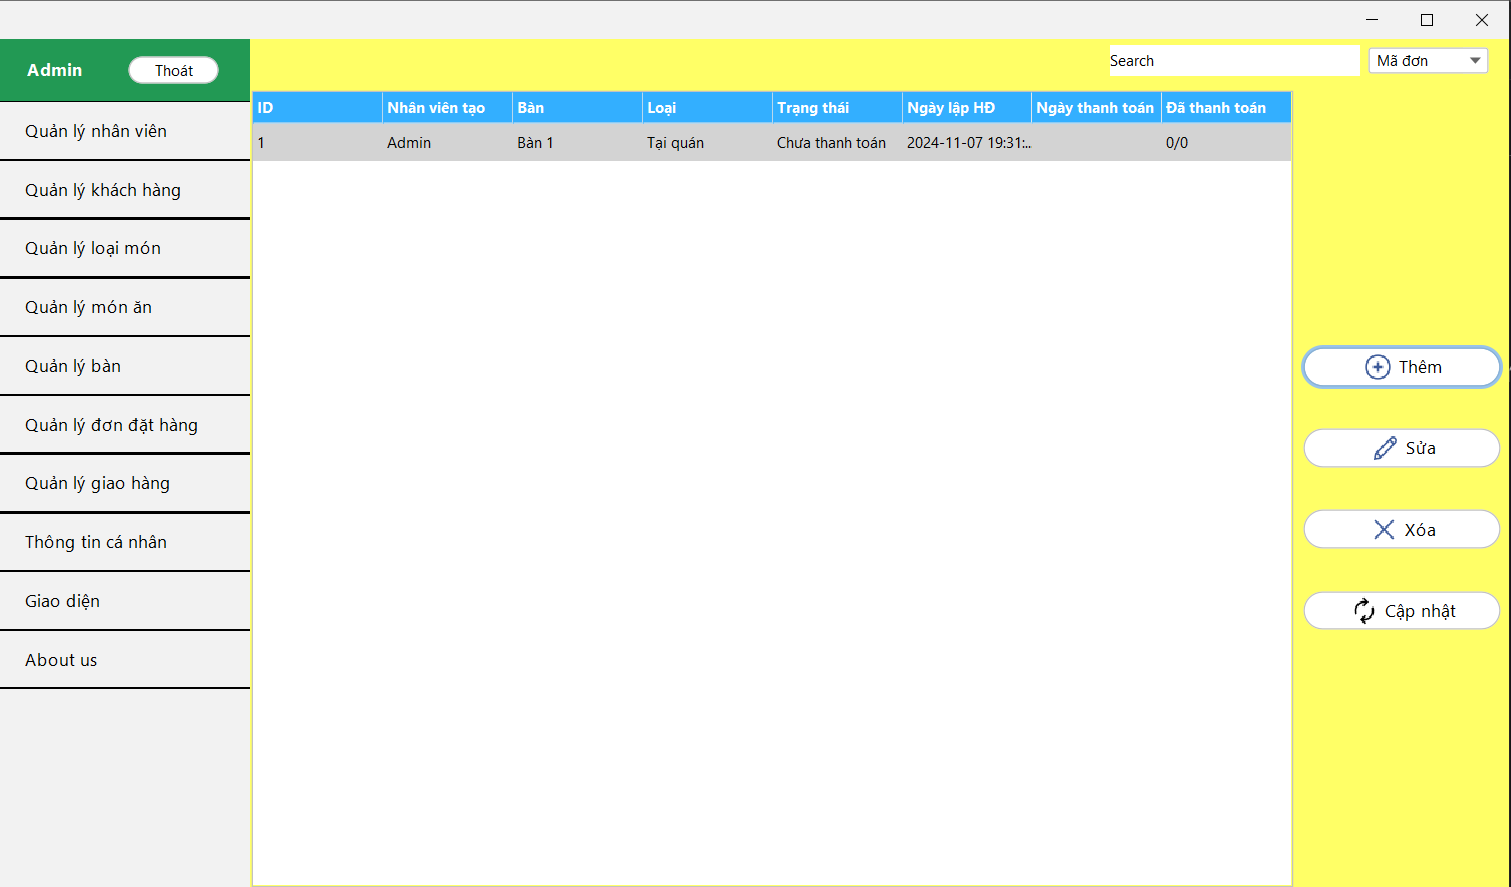 Admin
Thoát
Search
Mã đơn
Quản lý nhân viên
Quản lý khách hàng
Quản lý loại món
Quản lý món ăn
Quản lý bàn
Quản lý đơn đặt hàng
Quản lý giao hàng
Thông tin cá nhân
Giao diện
About us
ID Nhân viên tạo Bàn Loại Trạng thái Ngày lập HĐ Ngày thanh toán Đã thanh toán
1 Admin Bàn 1 Tại quán Chưa thanh toán 2024-11-07 19:31:... 0/0
Thêm
Sửa
Xóa
Cập nhật